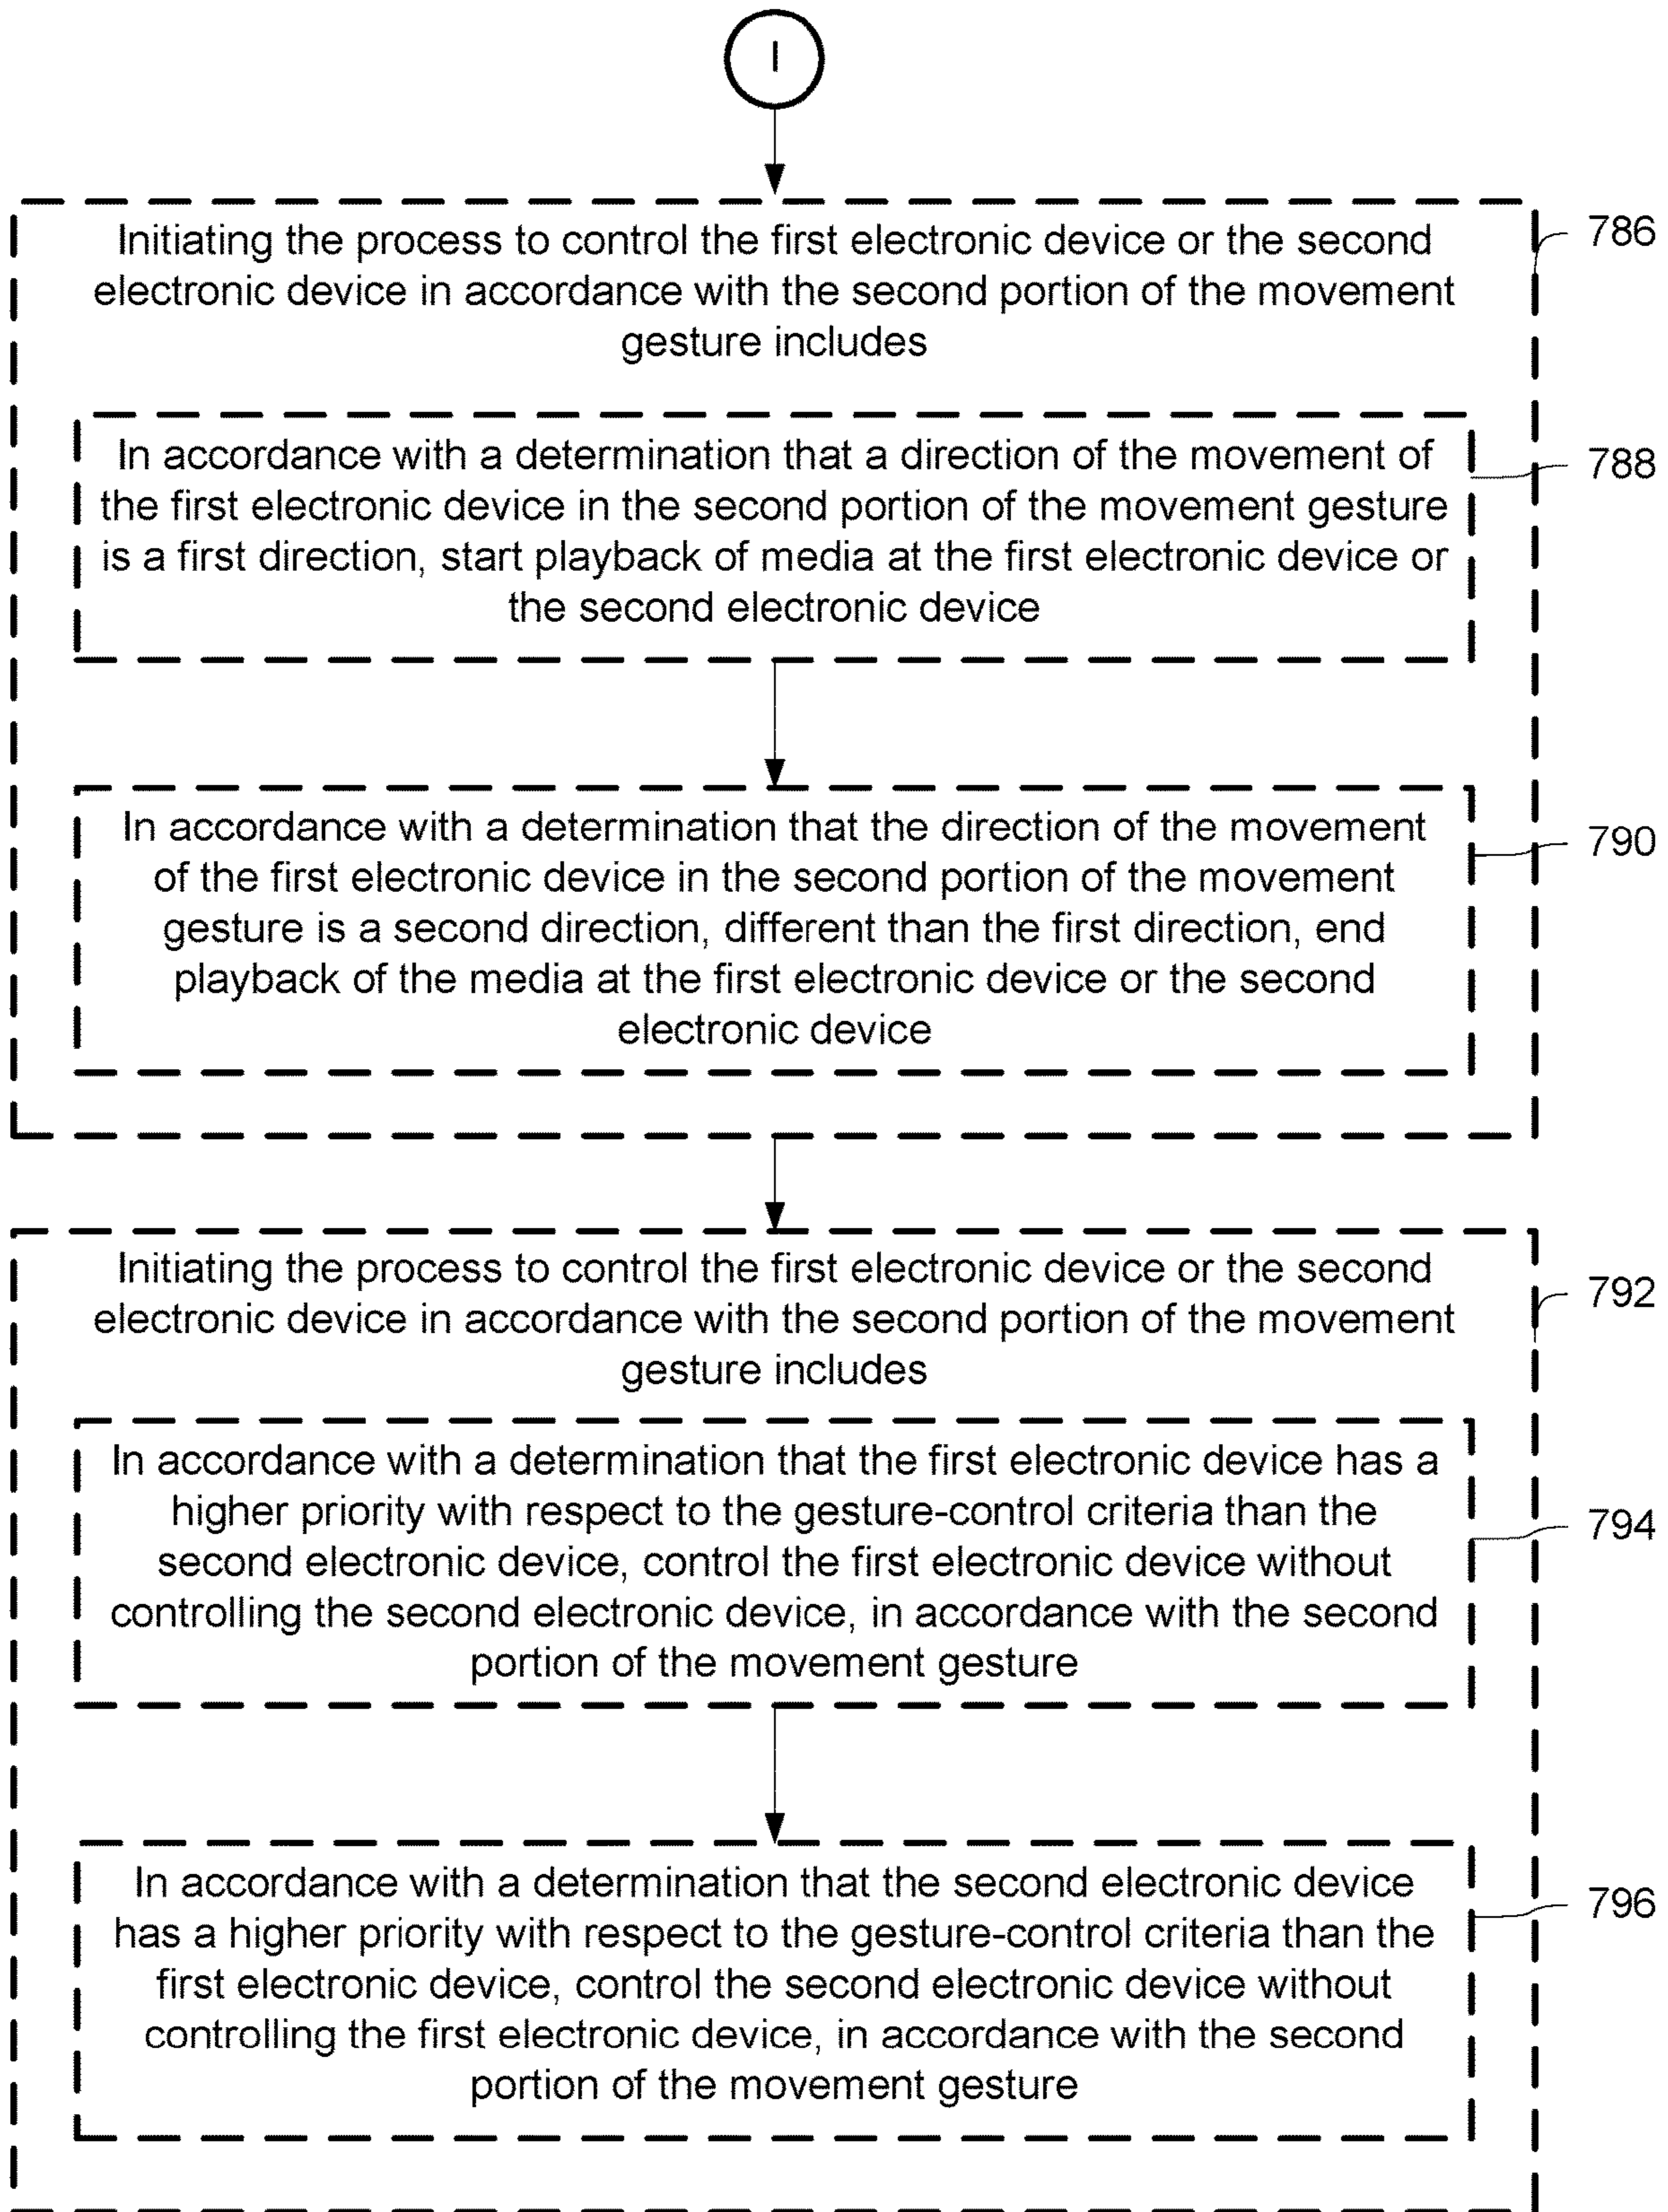 I
Initiating the process to control the first electronic device or the second
electronic device in accordance with the second portion of the movement
gesture includes
786
In accordance with a determination that a direction of the movement of
the first electronic device in the second portion of the movement gesture
is a first direction, start playback of media at the first electronic device or
the second electronic device
788
In accordance with a determination that the direction of the movement
of the first electronic device in the second portion of the movement
gesture is a second direction, different than the first direction, end
playback of the media at the first electronic device or the second
electronic device
790
Initiating the process to control the first electronic device or the second
electronic device in accordance with the second portion of the movement
gesture includes
792
In accordance with a determination that the first electronic device has a
higher priority with respect to the gesture-control criteria than the
second electronic device, control the first electronic device without
controlling the second electronic device, in accordance with the second
portion of the movement gesture
794
In accordance with a determination that the second electronic device
has a higher priority with respect to the gesture-control criteria than the
first electronic device, control the second electronic device without
controlling the first electronic device, in accordance with the second
portion of the movement gesture
796